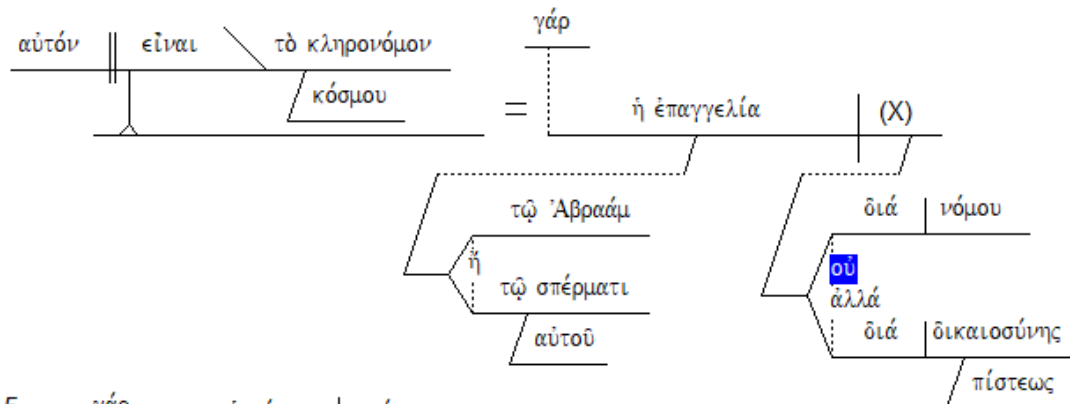 γάρ
αὐτόν εἶναι τὸ κληρονόμον
κόσμου
= ἡ ἐπαγγελία (X)
τῷ Ἀβραάμ
διά νόμου
ἤ
οὐ
τῷ σπέρματι
ἀλλά
αὐτοῦ
διά δικαιοσύνης
πίστεως